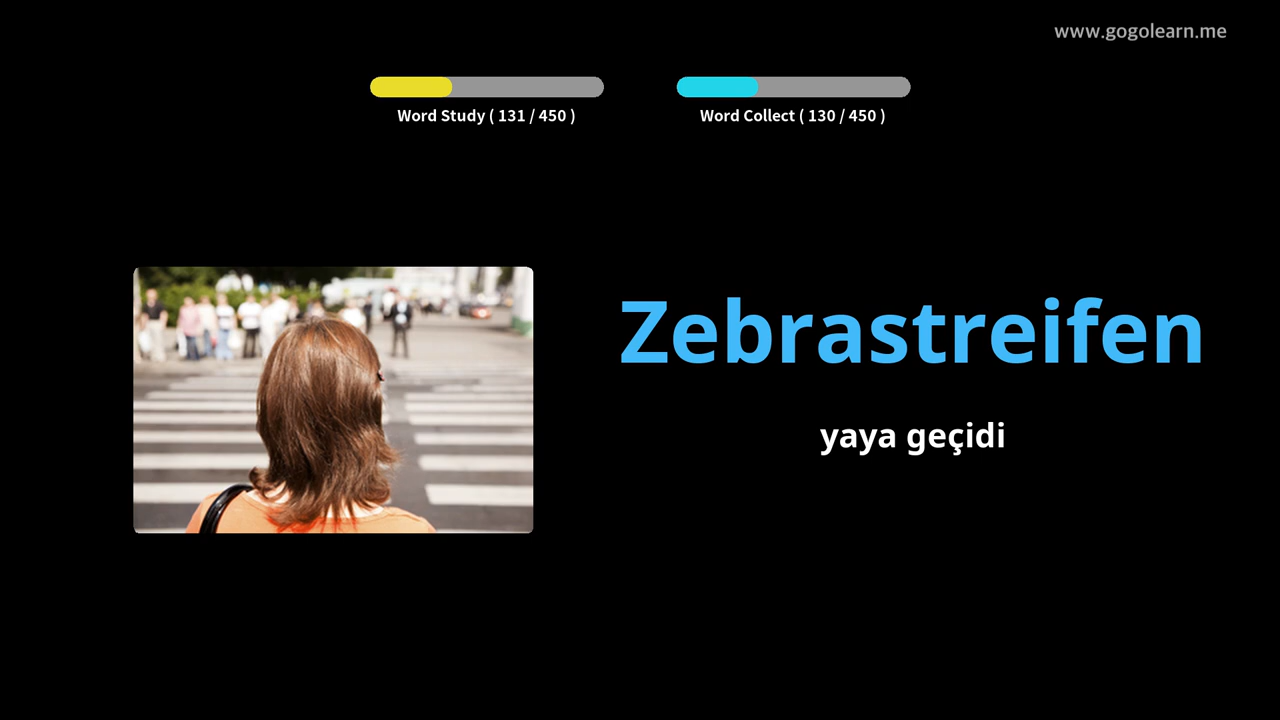 www.gogolearn.me
Word Study ( 131 / 450 )
Word Collect ( 130 / 450 )
Zebrastreifen
yaya geçidi